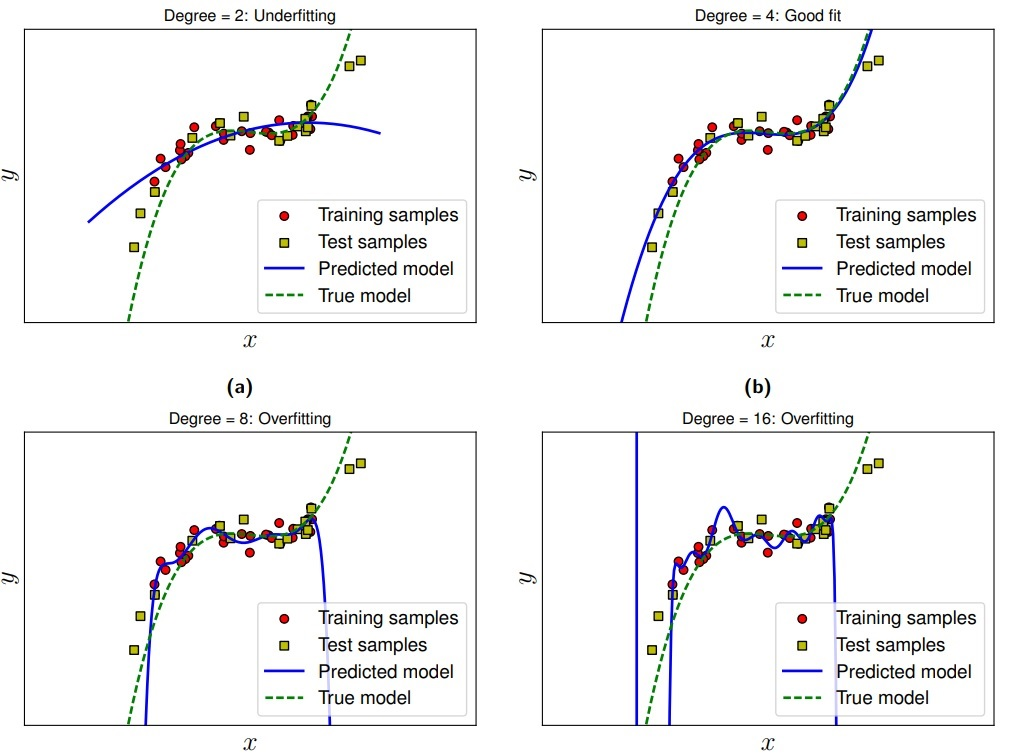 Degree = 2: Underfitting
y
Training samples
Test samples
Predicted model
True model
x
(a)
Degree = 4: Good fit
y
Training samples
Test samples
Predicted model
True model
x
(b)
Degree = 8: Overfitting
y
Training samples
Test samples
Predicted model
True model
x
Degree = 16: Overfitting
y
Training samples
Test samples
Predicted model
True model
x